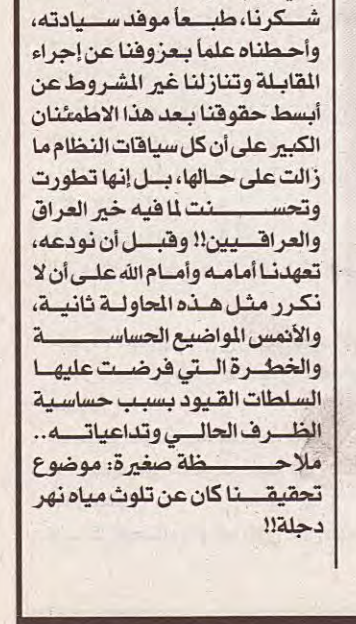 شكرنا، طبعاً موفد سيادته،
وأحطناه علماً بعزوفنا عن إجراء
المقابلة وتنازلنا غير المشروط عن
أبسط حقوقنا بعد هذا الاطمئنان
الكبير على أن كل سياقات النظام ما
زالت على حالها، بل إنها تطورت
وتحسنت لما فيه خير العراق
والعراقيين!! وقبل أن نودعه،
تعهدنا أمامه وأمام الله على أن لا
نكرر مثل هذه المحاولة ثانية،
والأنمس المواضيع الحساسة
والخطرة التي فرضت عليها
السلطات القيود بسبب حساسية
الظرف الحالي وتداعياته..
ملاحظة صغيرة: موضوع
تحقيقنا كان عن تلوث مياه نهر
دجلة!!